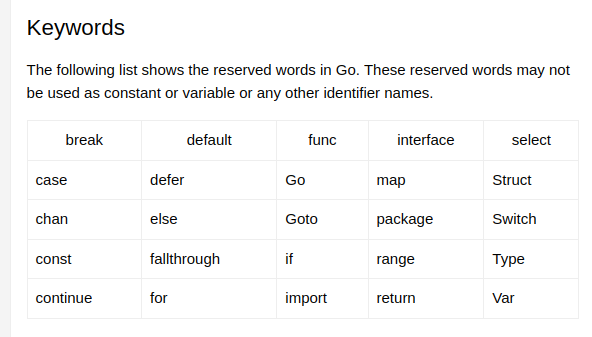 Keywords
The following list shows the reserved words in Go. These reserved words may not
be used as constant or variable or any other identifier names.
break default func interface select
case defer Go map Struct
chan else Goto package Switch
const fallthrough if range Type
continue for import return Var